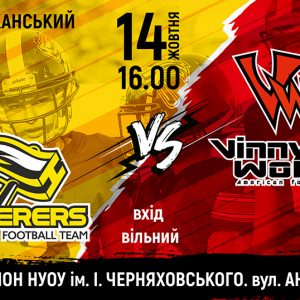 АНСЬКИЙ
14 ЖОВТНЯ
16.00
VS
ERERS
FOOTBALL TEAM
Vinny
Wo
American fo
вхід
вільний
ІОН НУОУ ім. І. ЧЕРНЯХОВСЬКОГО. вул. АН